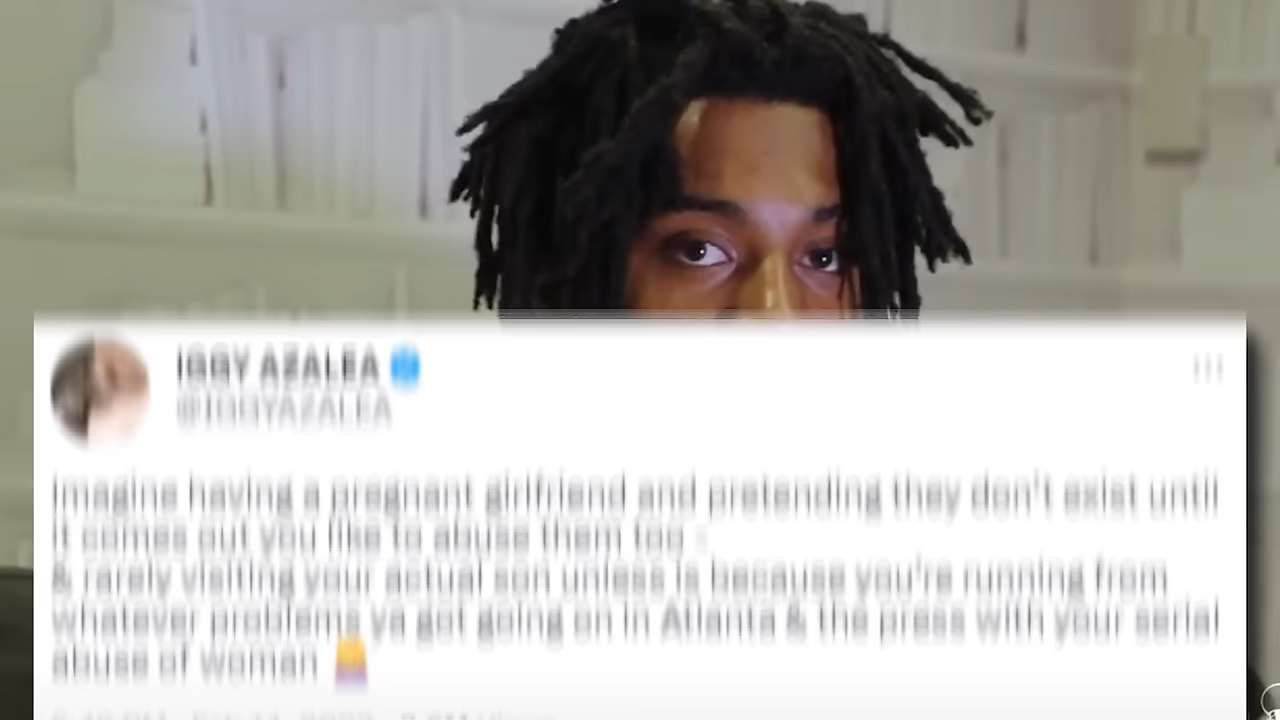 IGGY AZALEA
@IGGYAZALEA
Imagine having a pregnant girlfriend and pretending they don't exist until
it comes out you like to abuse them too -
& rarely visiting your actual son unless is because you're running from
whatever problems ya got going on in Atlanta & the press with your serial
abuse of woman